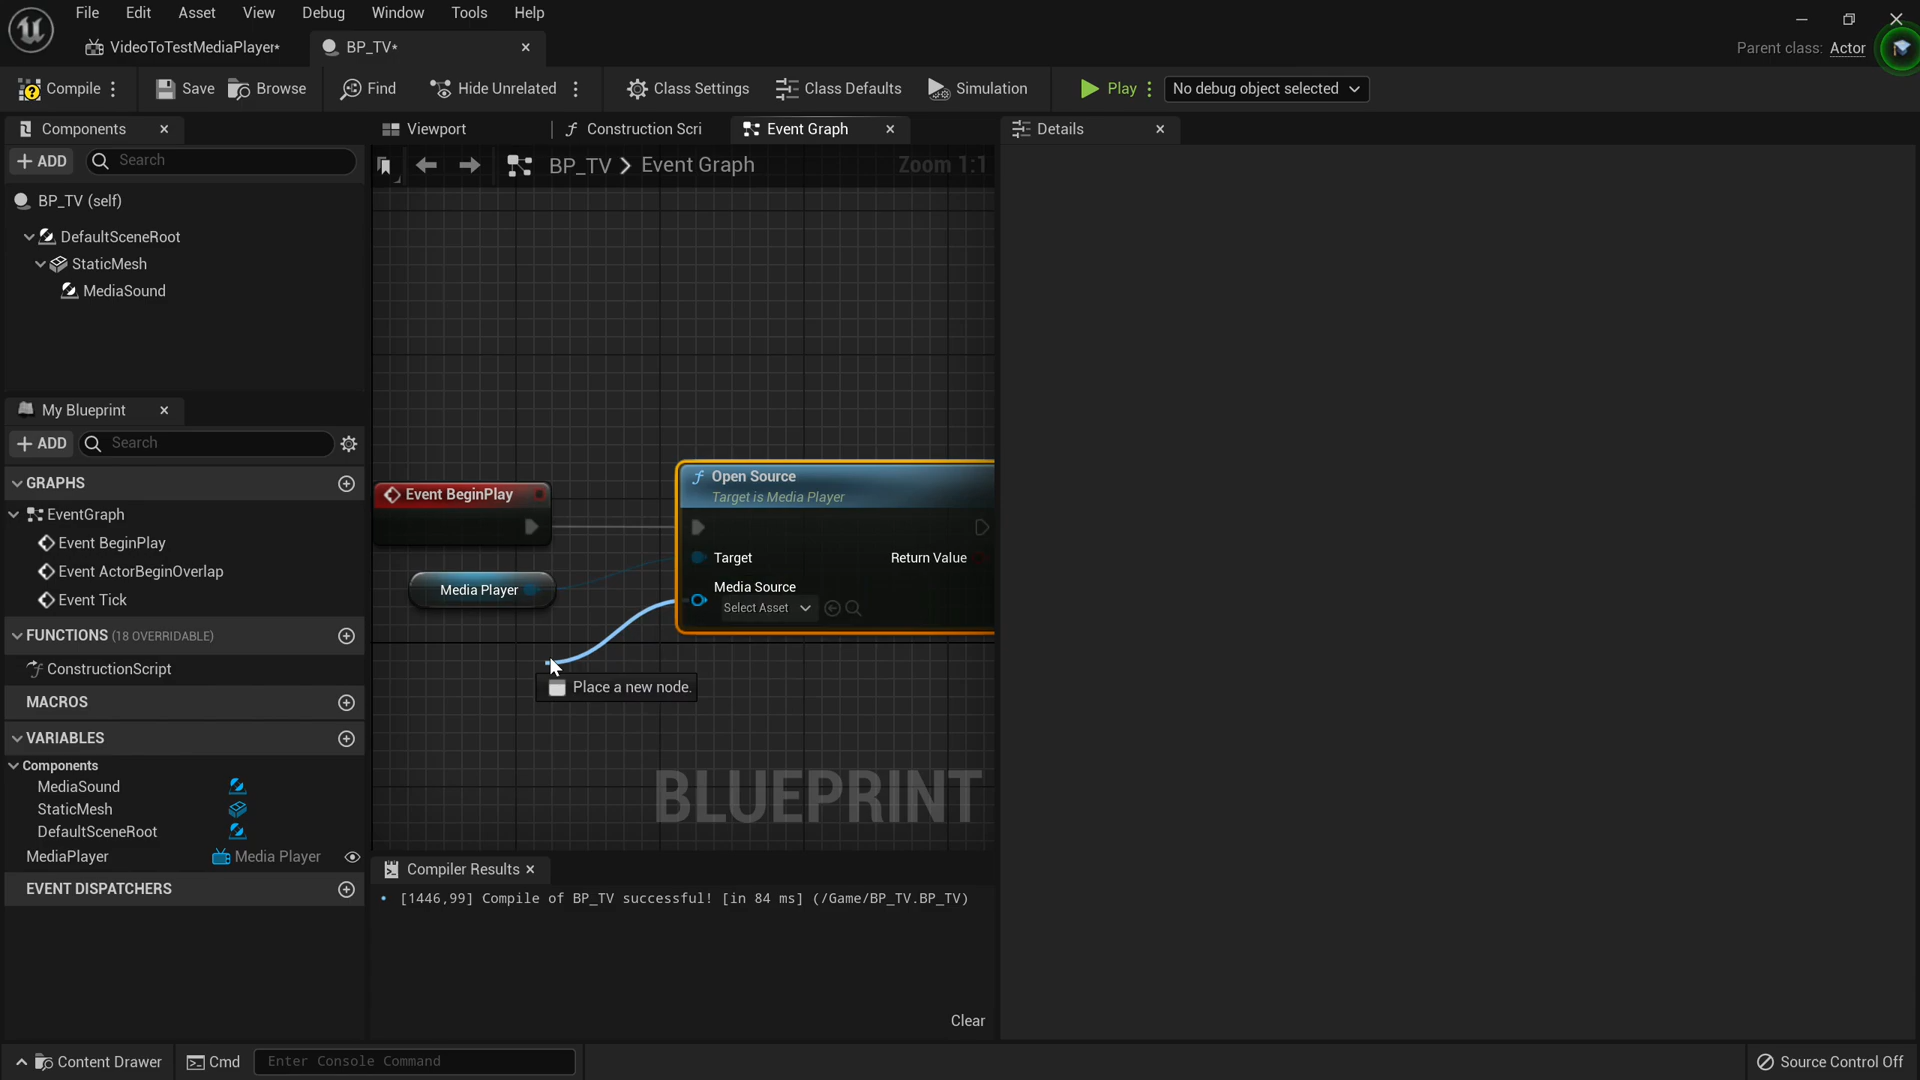 File Edit Asset View Debug Window Tools Help
VideoToTestMediaPlayer*
BP_TV*
Parent class: Actor
Compile
Save
Browse
Find
Hide Unrelated
Class Settings
Class Defaults
Simulation
Play
No debug object selected
Components
ADD
Search
BP_TV (self)
DefaultSceneRoot
StaticMesh
MediaSound
My Blueprint
ADD
Search
GRAPHS
EventGraph
Event BeginPlay
Event ActorBeginOverlap
Event Tick
FUNCTIONS (18 OVERRIDABLE)
ConstructionScript
MACROS
VARIABLES
Components
MediaSound
StaticMesh
DefaultSceneRoot
MediaPlayer Media Player
EVENT DISPATCHERS
Viewport
Construction Scri
Event Graph
BP_TV > Event Graph
Zoom 1:1
Event BeginPlay
Media Player
Open Source
Target is Media Player
Target
Return Value
Media Source
Select Asset
Place a new node.
BLUEPRINT
Compiler Results
[1446,99] Compile of BP_TV successful! [in 84 ms] (/Game/BP_TV.BP_TV)
Clear
Details
Content Drawer
Cmd
Enter Console Command
Source Control Off